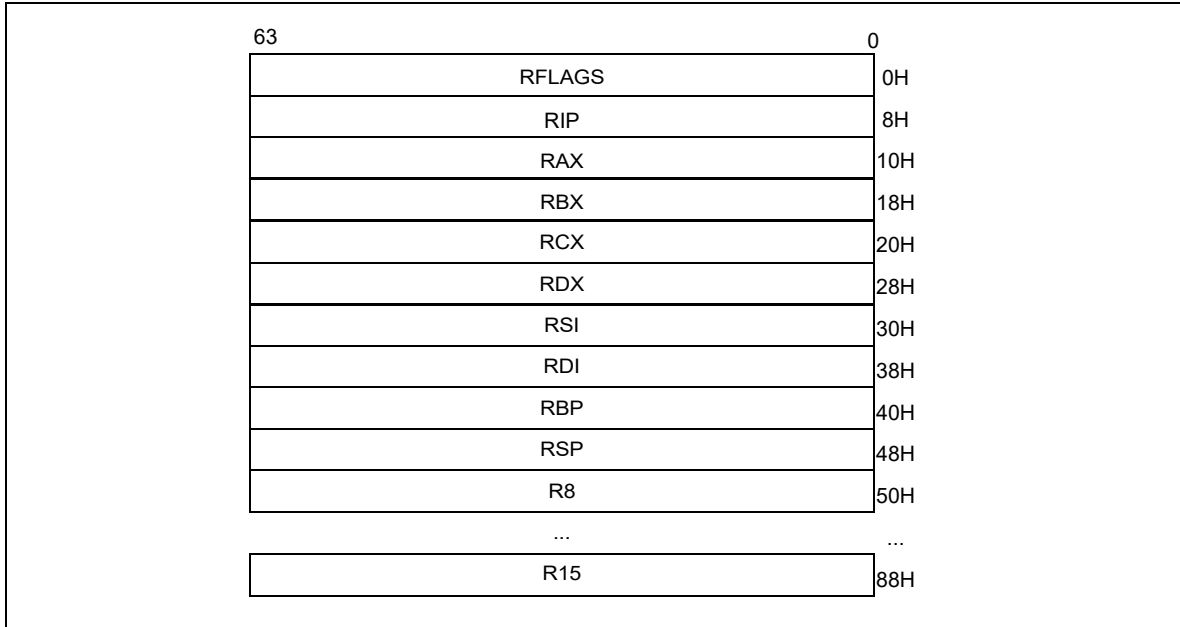 63 0
RFLAGS 0H
RIP 8H
RAX 10H
RBX 18H
RCX 20H
RDX 28H
RSI 30H
RDI 38H
RBP 40H
RSP 48H
R8 50H
... ...
R15 88H